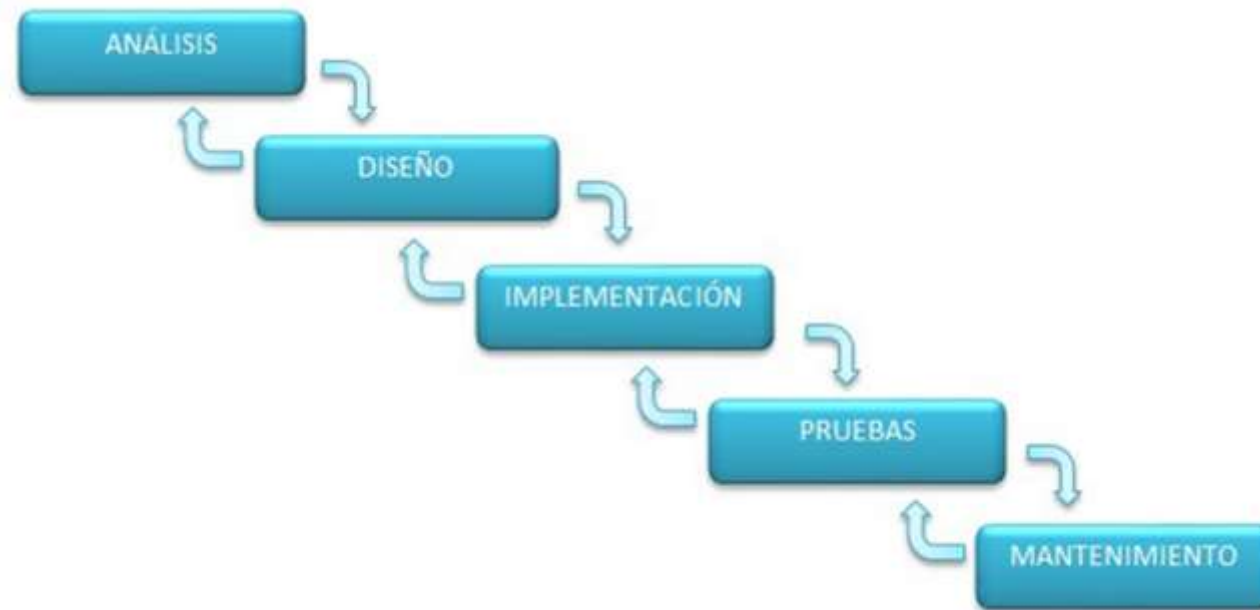 ANÁLISIS
DISEÑO
IMPLEMENTACIÓN
PRUEBAS
MANTENIMIENTO